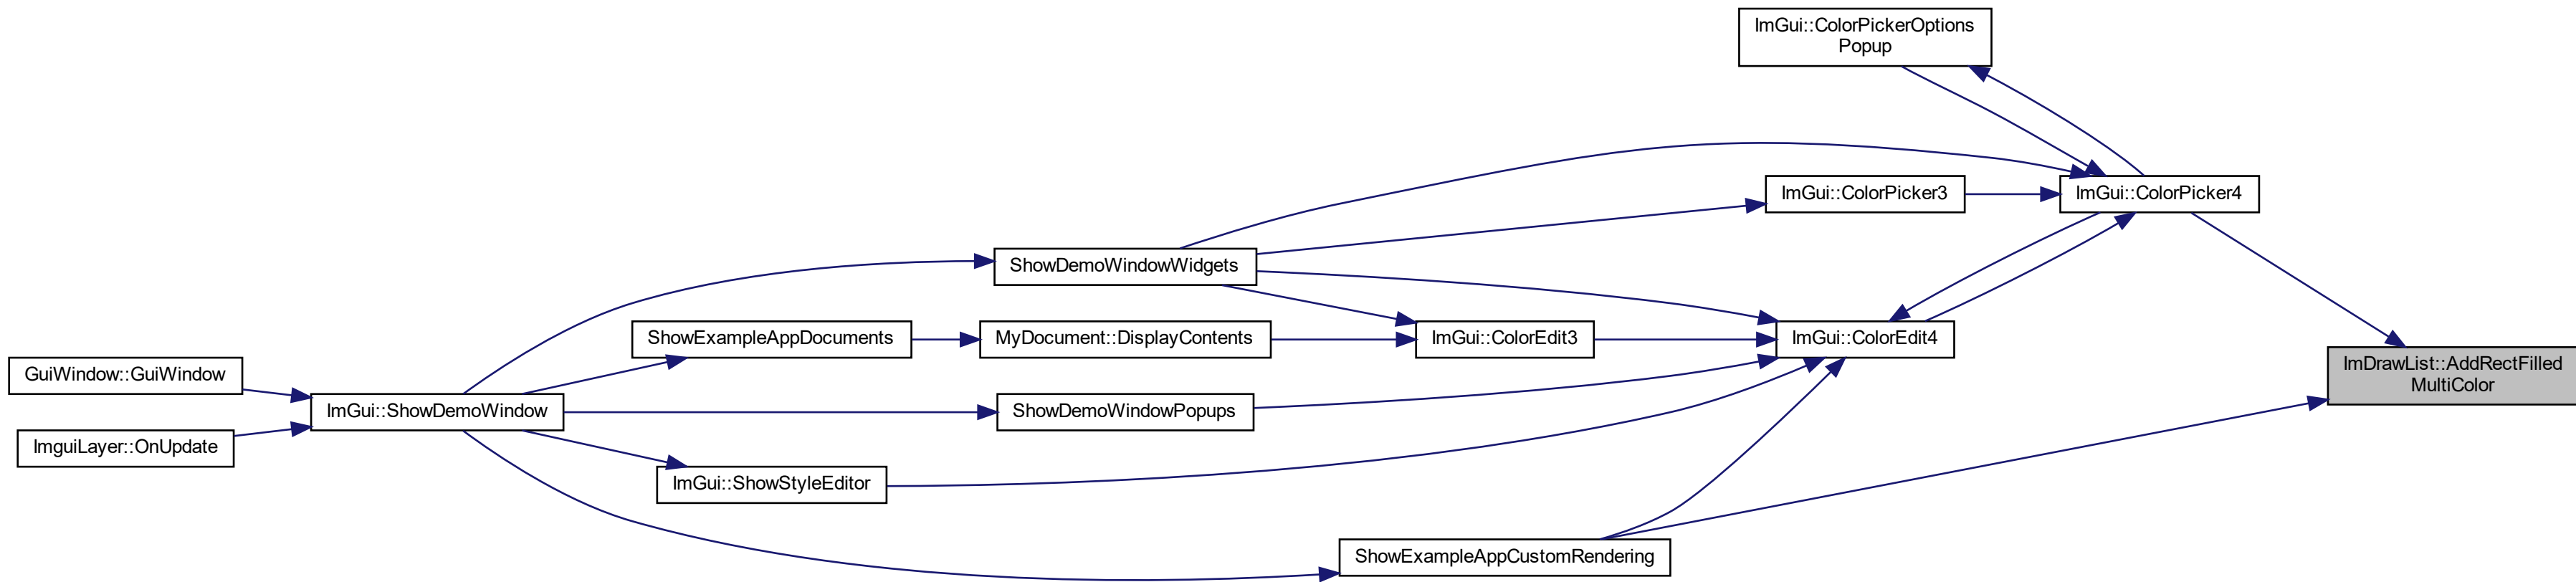 ImGui::ColorPickerOptions
Popup
ImGui::ColorPicker3
ImGui::ColorPicker4
ShowDemoWindowWidgets
ShowExampleAppDocuments
MyDocument::DisplayContents
ImGui::ColorEdit3
ImGui::ColorEdit4
GuiWindow::GuiWindow
ImDrawList::AddRectFilled
MultiColor
ImGui::ShowDemoWindow
ShowDemoWindowPopups
ImguiLayer::OnUpdate
ImGui::ShowStyleEditor
ShowExampleAppCustomRendering